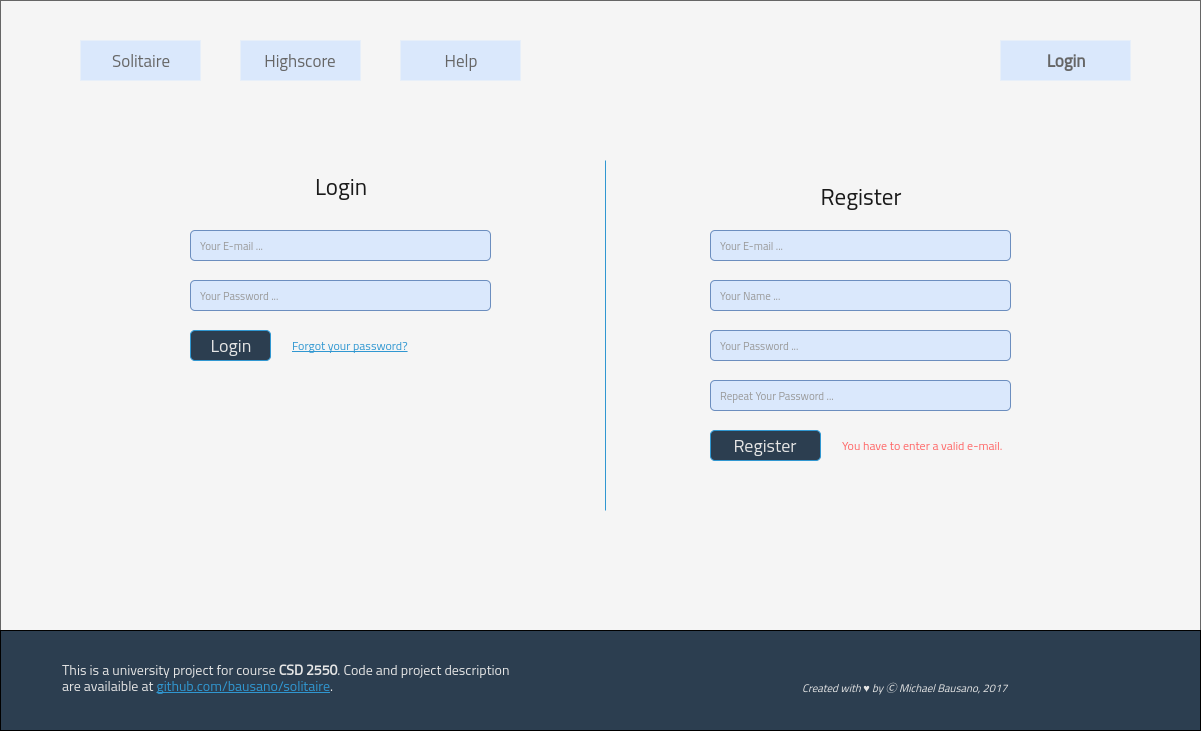 Solitaire
Highscore
Help
Login
Login
Your E-mail ...
Your Password ...
Login
Forgot your password?
Register
Your E-mail ...
Your Name ...
Your Password ...
Repeat Your Password ...
Register
You have to enter a valid e-mail.
This is a university project for course CSD 2550. Code and project description
are availaible at github.com/bausano/solitaire.
Created with ♥ by Ⓒ Michael Bausano, 2017